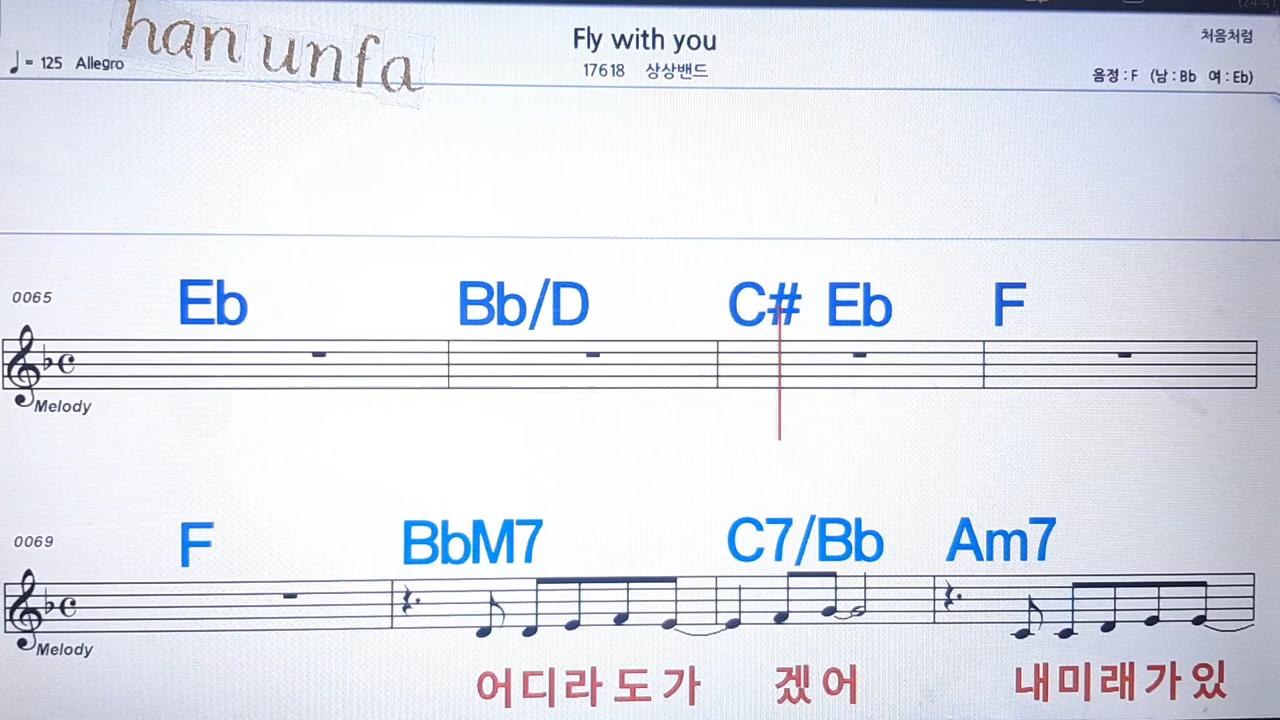 han unfa
Fly with you
처음처럼
♩= 125 Allegro
17618 상상밴드
음정 : F (남 : Bb 여 : Eb)
0065
Eb Bb/D C# Eb F
Melody
0069
F BbM7 C7/Bb Am7
Melody
어디라도가 겠어 내미래가있